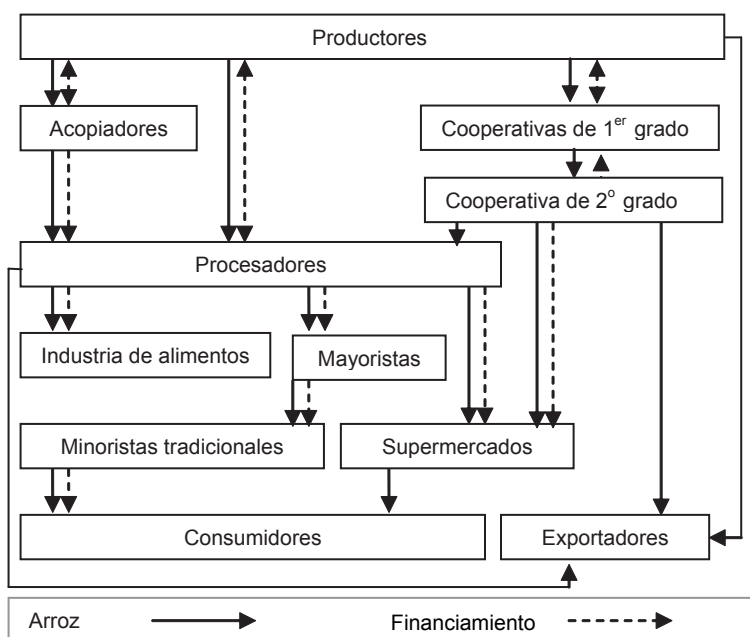 Productores
Acopiadores
Cooperativas de 1er grado
Cooperativa de 2o grado
Procesadores
Industria de alimentos
Mayoristas
Minoristas tradicionales
Supermercados
Consumidores
Exportadores
Arroz
Financiamiento